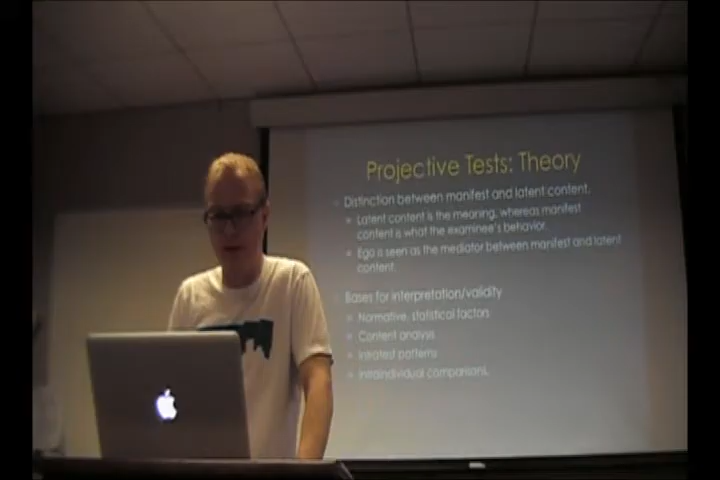 Projective Tests: Theory
Distinction between manifest and latent content.
Latent content is the meaning, whereas manifest
content is what the examinee's behavior.
Ego is seen as the mediator between manifest and latent
content.
Bases for interpretation/validity
Normative, statistical factors
Content analysis
Intratest patterns
Intraindividual comparisons.